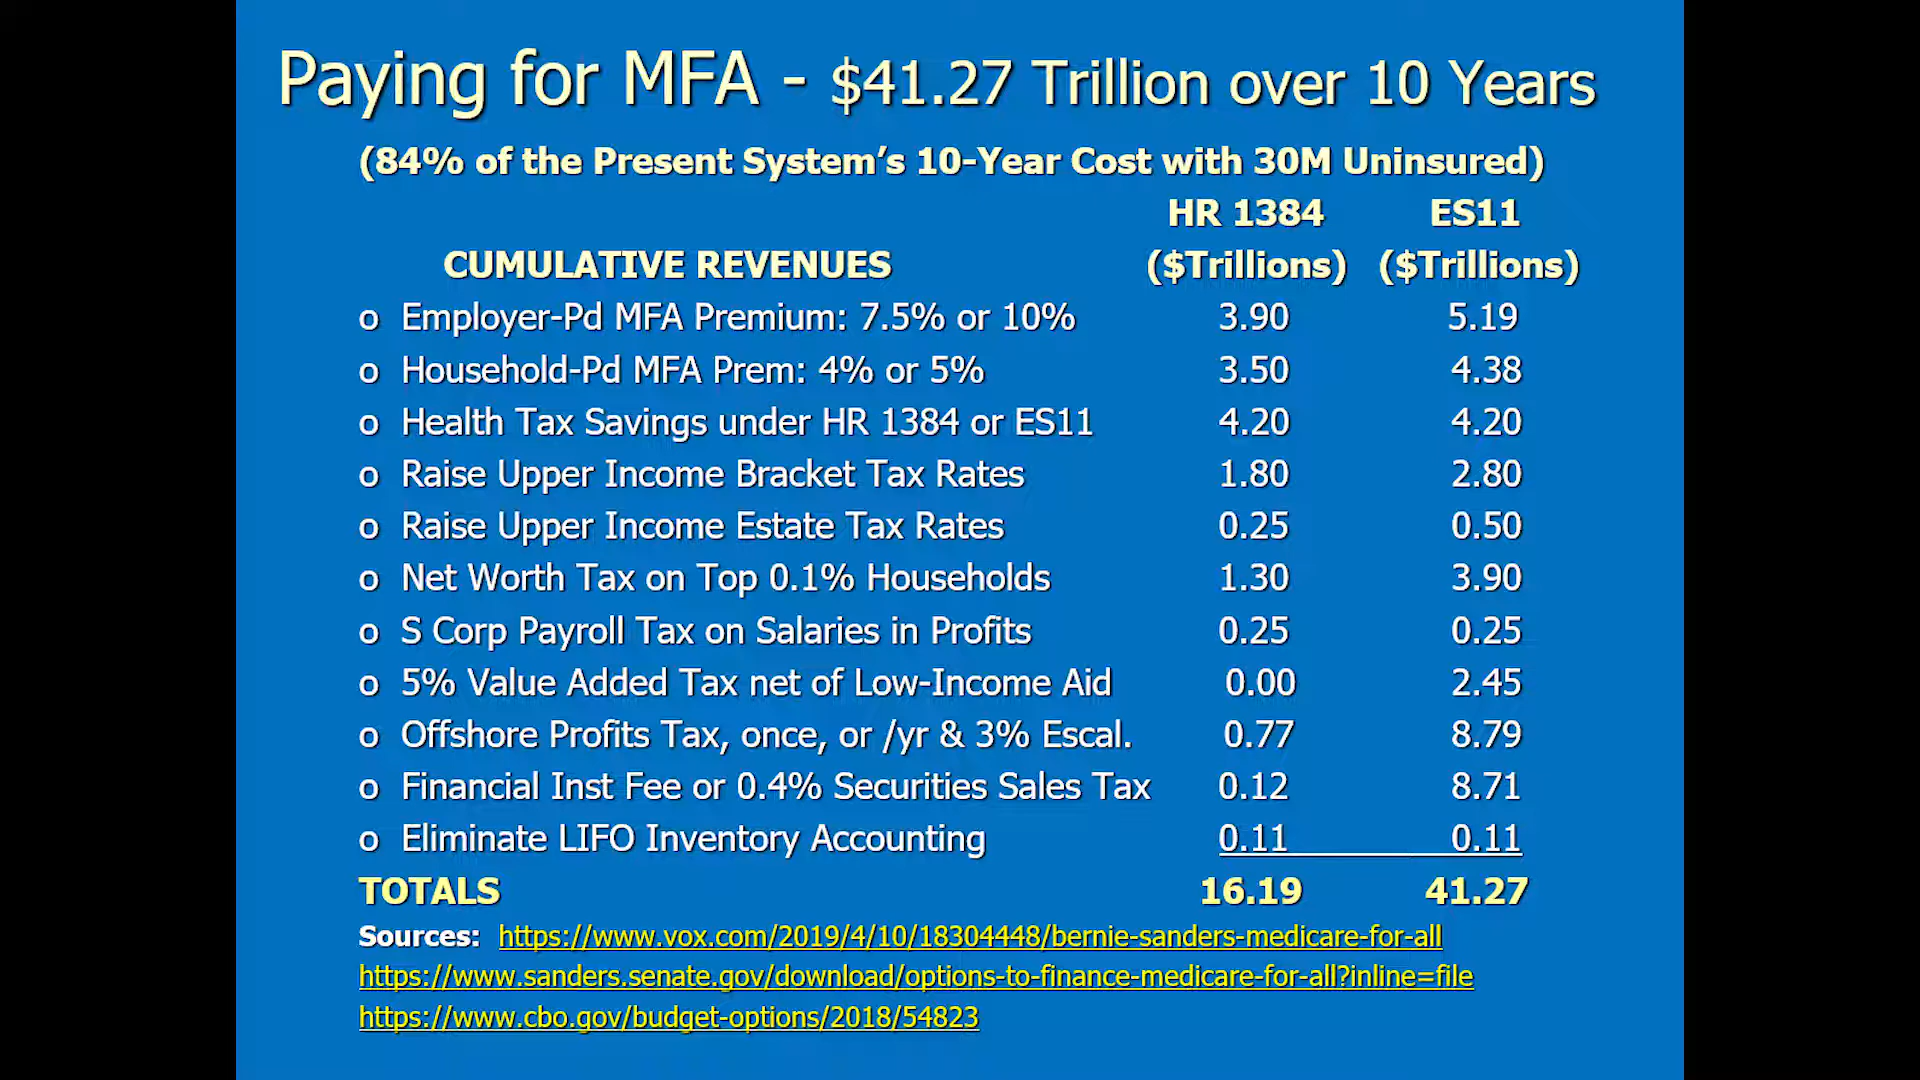 Paying for MFA - $41.27 Trillion over 10 Years
(84% of the Present System’s 10-Year Cost with 30M Uninsured)
HR 1384 ES11
CUMULATIVE REVENUES ($Trillions) ($Trillions)
o Employer-Pd MFA Premium: 7.5% or 10% 3.90 5.19
o Household-Pd MFA Prem: 4% or 5% 3.50 4.38
o Health Tax Savings under HR 1384 or ES11 4.20 4.20
o Raise Upper Income Bracket Tax Rates 1.80 2.80
o Raise Upper Income Estate Tax Rates 0.25 0.50
o Net Worth Tax on Top 0.1% Households 1.30 3.90
o S Corp Payroll Tax on Salaries in Profits 0.25 0.25
o 5% Value Added Tax net of Low-Income Aid 0.00 2.45
o Offshore Profits Tax, once, or /yr & 3% Escal. 0.77 8.79
o Financial Inst Fee or 0.4% Securities Sales Tax 0.12 8.71
o Eliminate LIFO Inventory Accounting 0.11 0.11
TOTALS 16.19 41.27
Sources: https://www.vox.com/2019/4/10/18304448/bernie-sanders-medicare-for-all
https://www.sanders.senate.gov/download/options-to-finance-medicare-for-all?inline=file
https://www.cbo.gov/budget-options/2018/54823